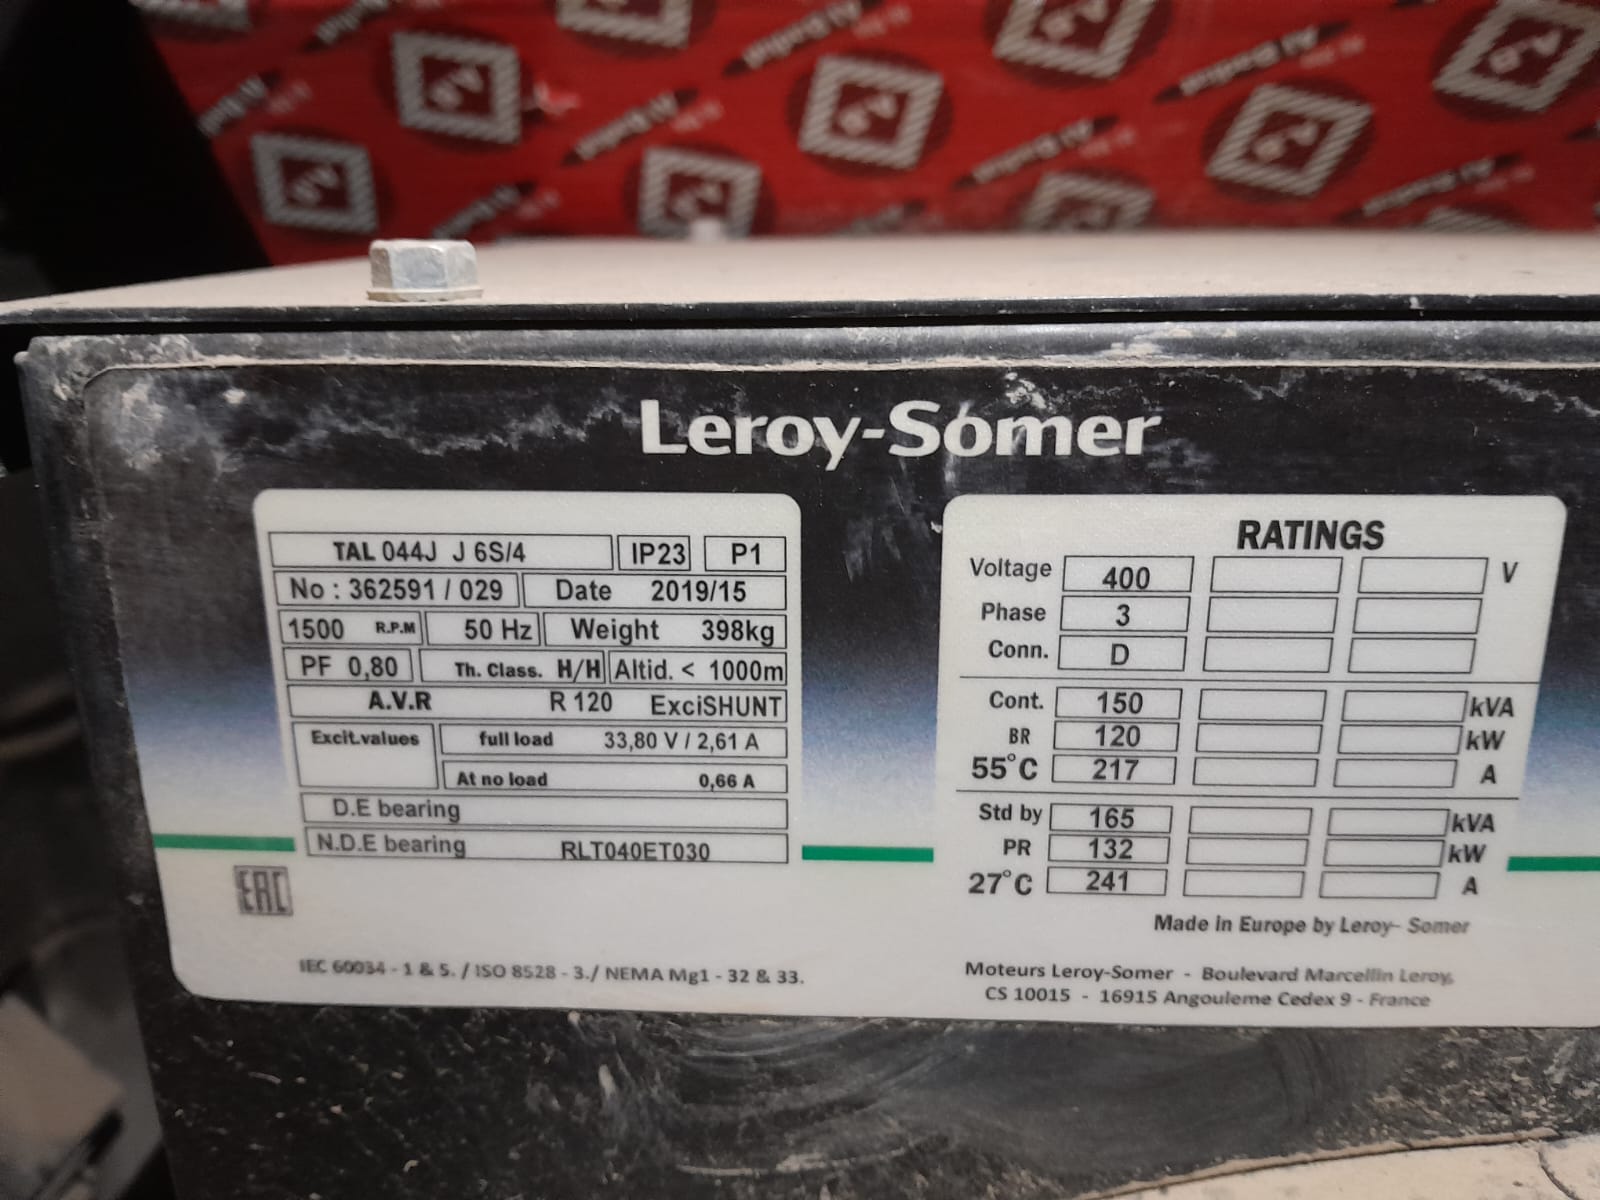 Leroy-Somer
TAL 044J J 6S/4 IP23 P1
No : 362591 / 029 Date 2019/15
1500 R.P.M 50 Hz Weight 398kg
PF 0,80 Th. Class. H/H Altid. < 1000m
A.V.R R 120 ExciSHUNT
Excit.values full load 33,80 V / 2,61 A
At no load 0,66 A
D.E bearing
N.D.E bearing RLT040ET030
EAC
IEC 60034 - 1 & 5. / ISO 8528 - 3./ NEMA Mg1 - 32 & 33.
RATINGS
Voltage 400 V
Phase 3
Conn. D
Cont. 150 kVA
BR 120 kW
55°C 217 A
Std by 165 kVA
PR 132 kW
27°C 241 A
Made in Europe by Leroy- Somer
Moteurs Leroy-Somer - Boulevard Marcellin Leroy,
CS 10015 - 16915 Angouleme Cedex 9 - France